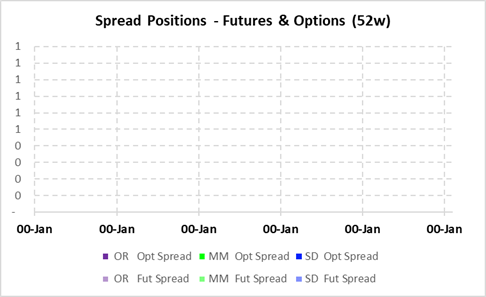 Spread Positions - Futures & Options (52w)
1
1
1
1
1
1
0
0
0
0
-
00-Jan 00-Jan 00-Jan 00-Jan 00-Jan 00-Jan
OR Opt Spread MM Opt Spread SD Opt Spread
OR Fut Spread MM Fut Spread SD Fut Spread